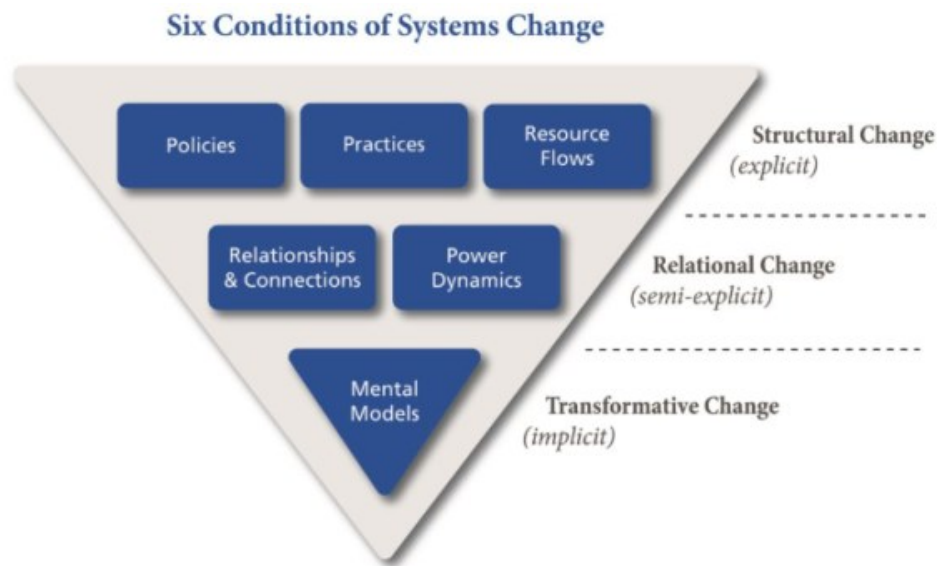 Six Conditions of Systems Change
Policies
Practices
Resource
Flows
Structural Change
(explicit)
Relationships
& Connections
Power
Dynamics
Relational Change
(semi-explicit)
Mental
Models
Transformative Change
(implicit)